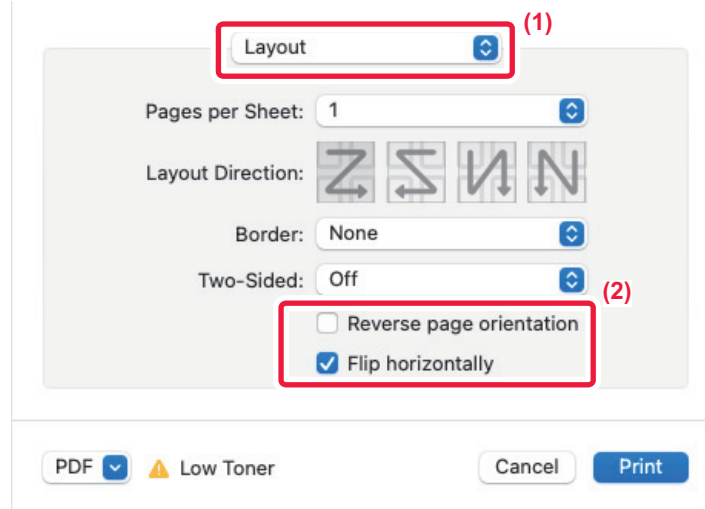 (1)
Layout
Pages per Sheet: 1
Layout Direction:
Border: None
Two-Sided: Off
(2)
Reverse page orientation
Flip horizontally
PDF Low Toner Cancel Print